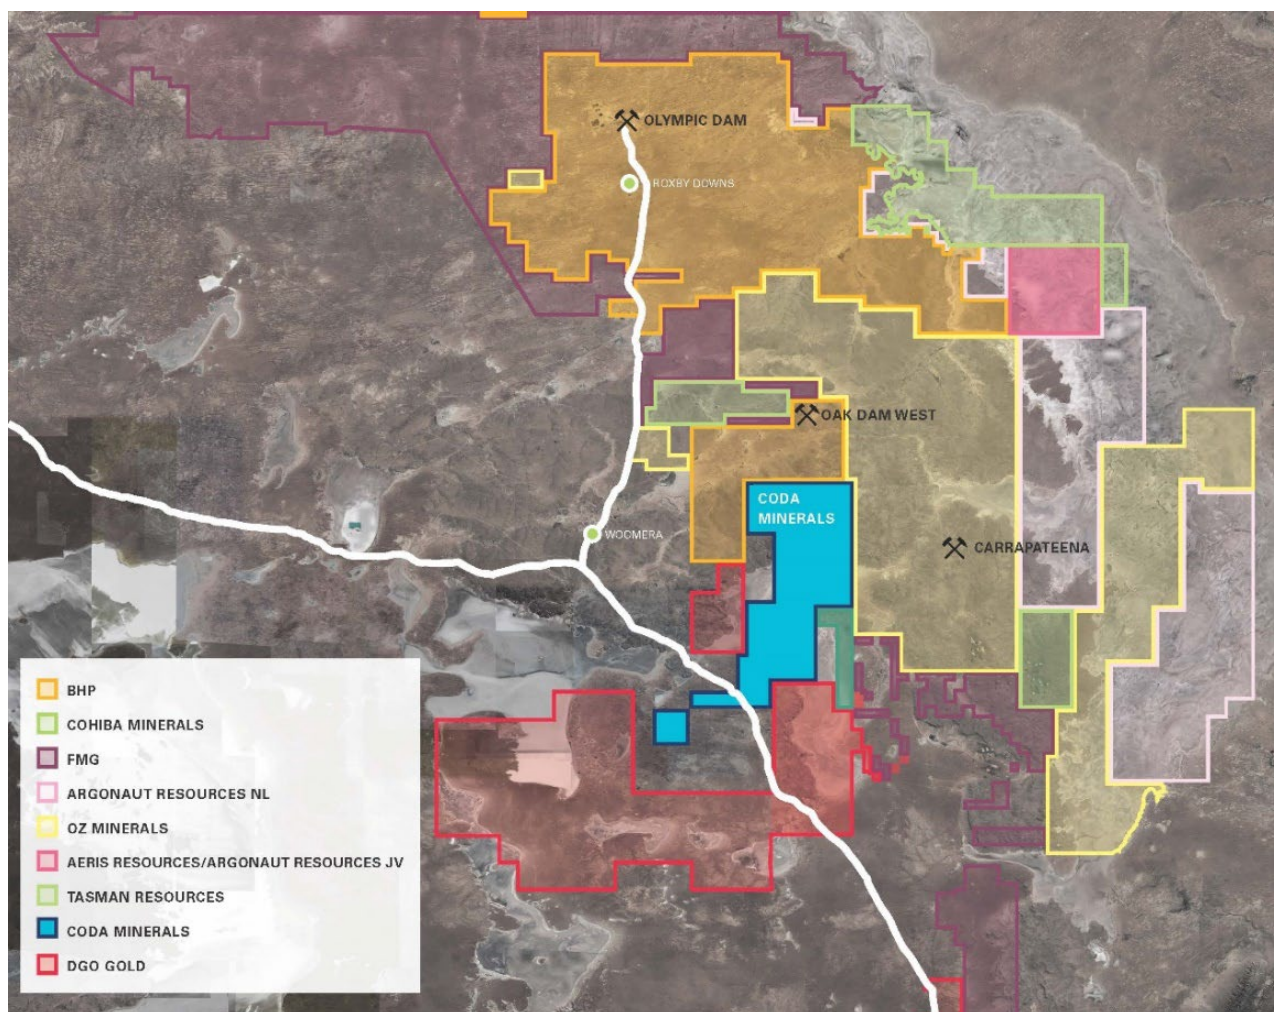 OLYMPIC DAM
ROXBY DOWNS
OAK DAM WEST
CODA
MINERALS
WOOMERA
CARRAPATEENA
BHP
COHIBA MINERALS
FMG
ARGONAUT RESOURCES NL
OZ MINERALS
AERIS RESOURCES/ARGONAUT RESOURCES JV
TASMAN RESOURCES
CODA MINERALS
DGO GOLD